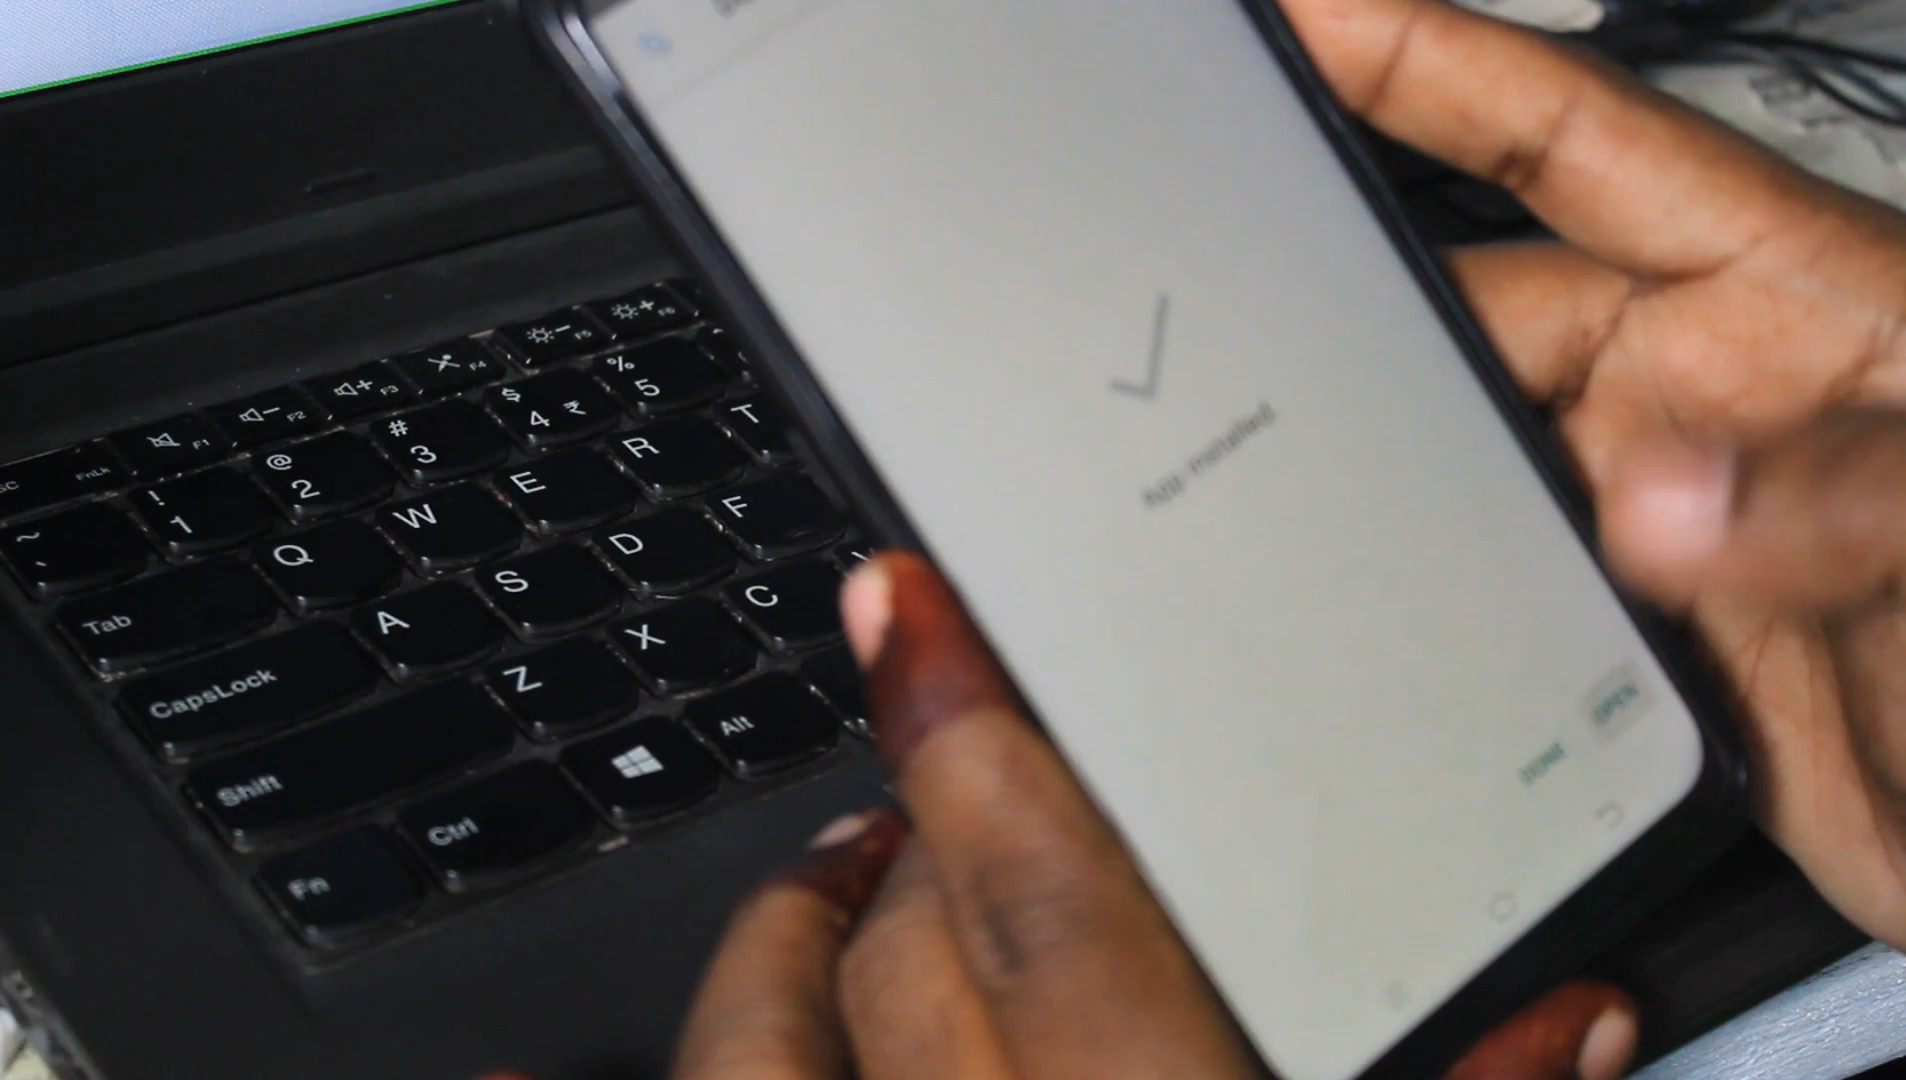 App installed.
DONE
OPEN
FnLk
F1
F2
F3
F4
F5
F6
~
! 1
@ 2
# 3
$ 4 ₹
% 5
Tab
Q
W
E
R
T
CapsLock
A
S
D
F
Shift
Z
X
C
Fn
Ctrl
Alt